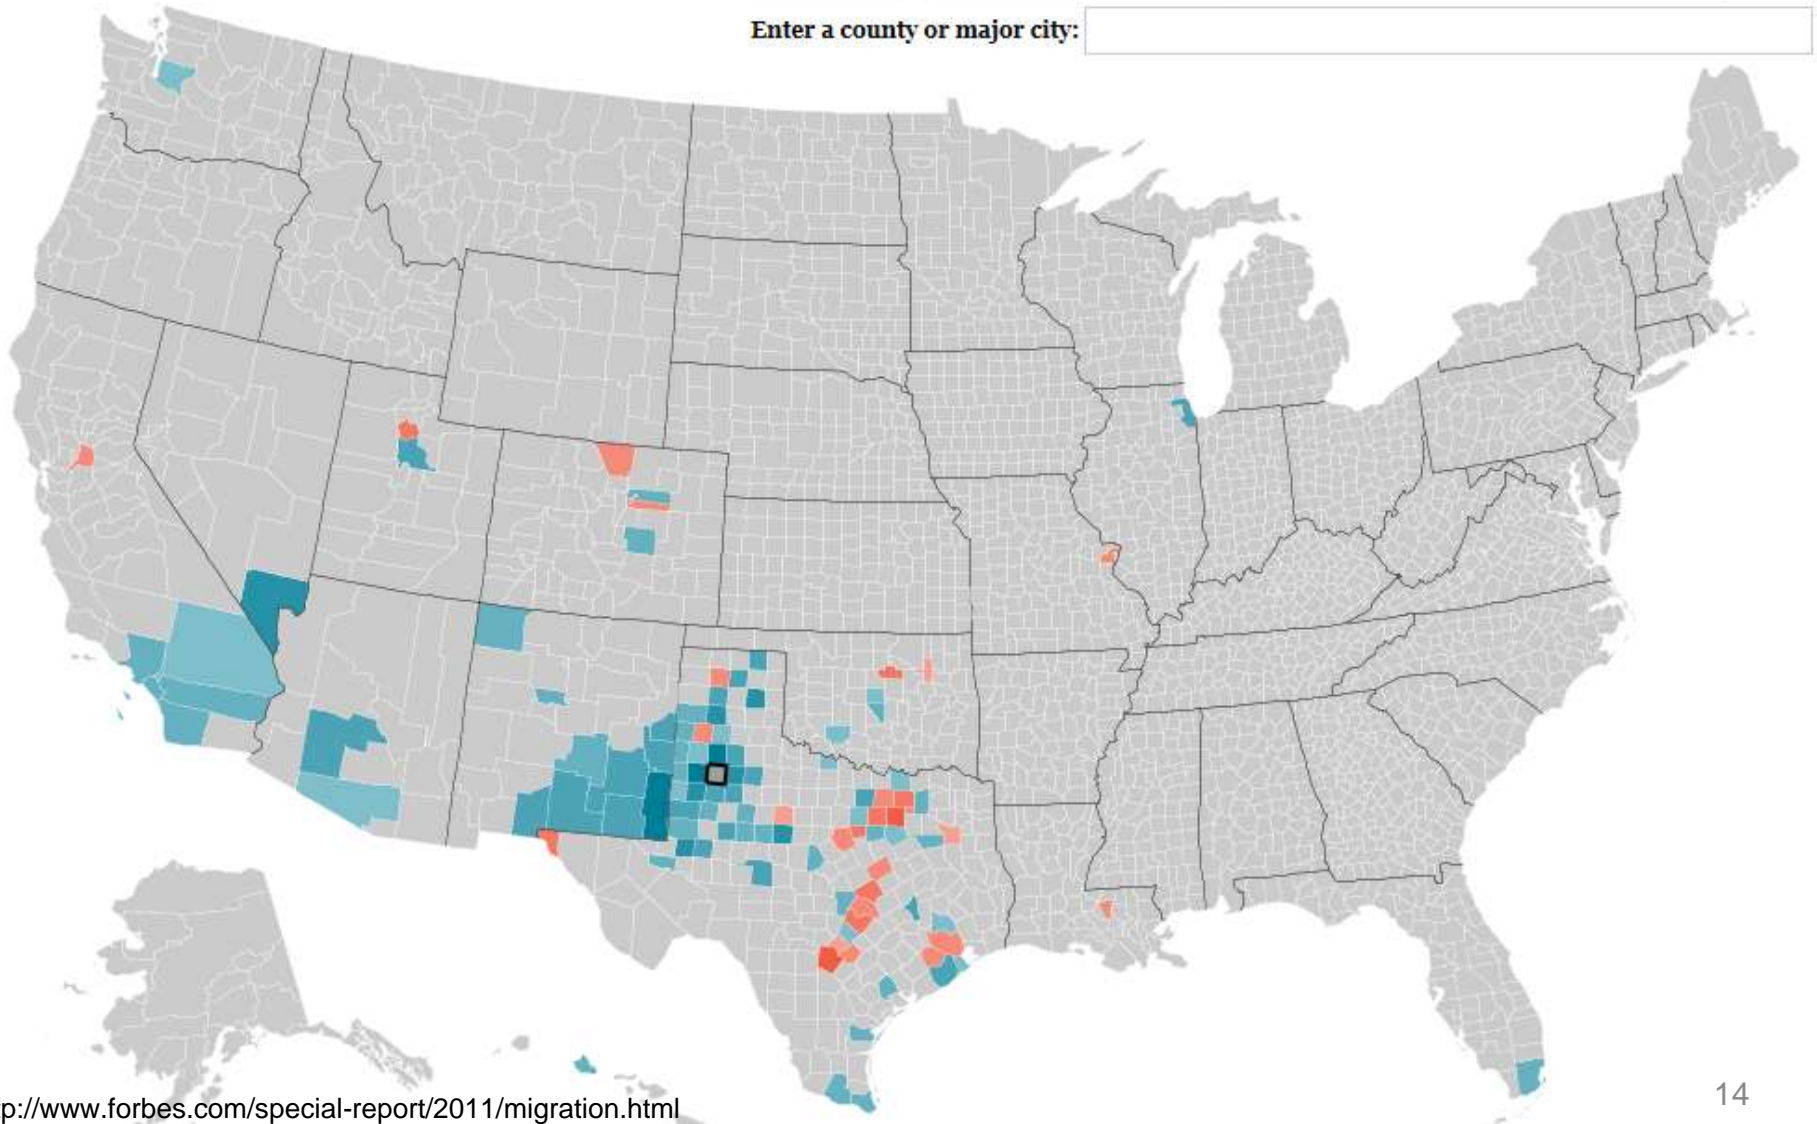 Enter a county or major city:
p://www.forbes.com/special-report/2011/migration.html
14